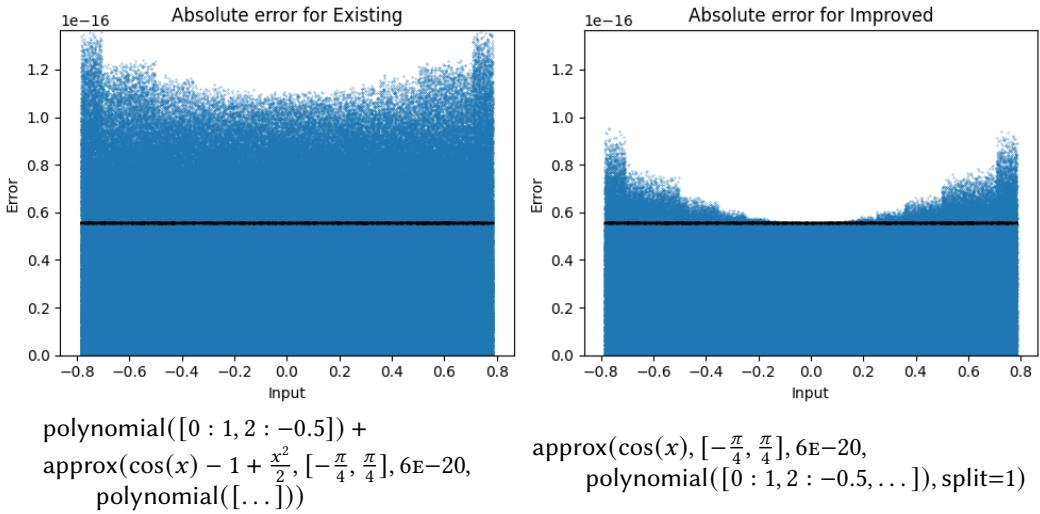 Absolute error for Existing
1e−16
Error
1.2
1.0
0.8
0.6
0.4
0.2
0.0
−0.8 −0.6 −0.4 −0.2 0.0 0.2 0.4 0.6 0.8
Input
polynomial([0 : 1, 2 : −0.5]) +
approx(cos(x) − 1 + x²/2, [−π/4, π/4], 6E−20,
polynomial([...]))
Absolute error for Improved
1e−16
Error
1.2
1.0
0.8
0.6
0.4
0.2
0.0
−0.8 −0.6 −0.4 −0.2 0.0 0.2 0.4 0.6 0.8
Input
approx(cos(x), [−π/4, π/4], 6E−20,
polynomial([0 : 1, 2 : −0.5, ...]), split=1)